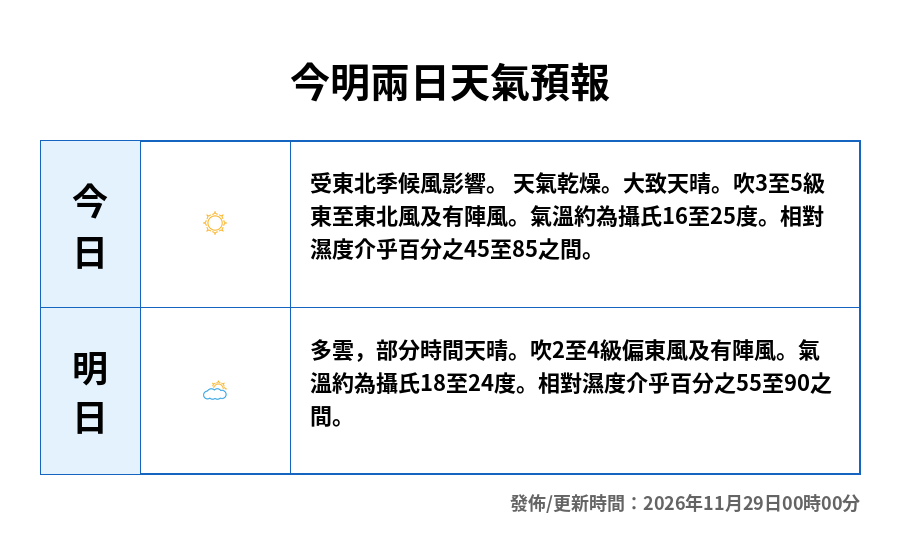 今明兩日天氣預報
今
日
受東北季候風影響。 天氣乾燥。大致天晴。吹3至5級
東至東北風及有陣風。氣溫約為攝氏16至25度。相對
濕度介乎百分之45至85之間。
明
日
多雲，部分時間天晴。吹2至4級偏東風及有陣風。氣
溫約為攝氏18至24度。相對濕度介乎百分之55至90之
間。
發佈/更新時間：2026年11月29日00時00分